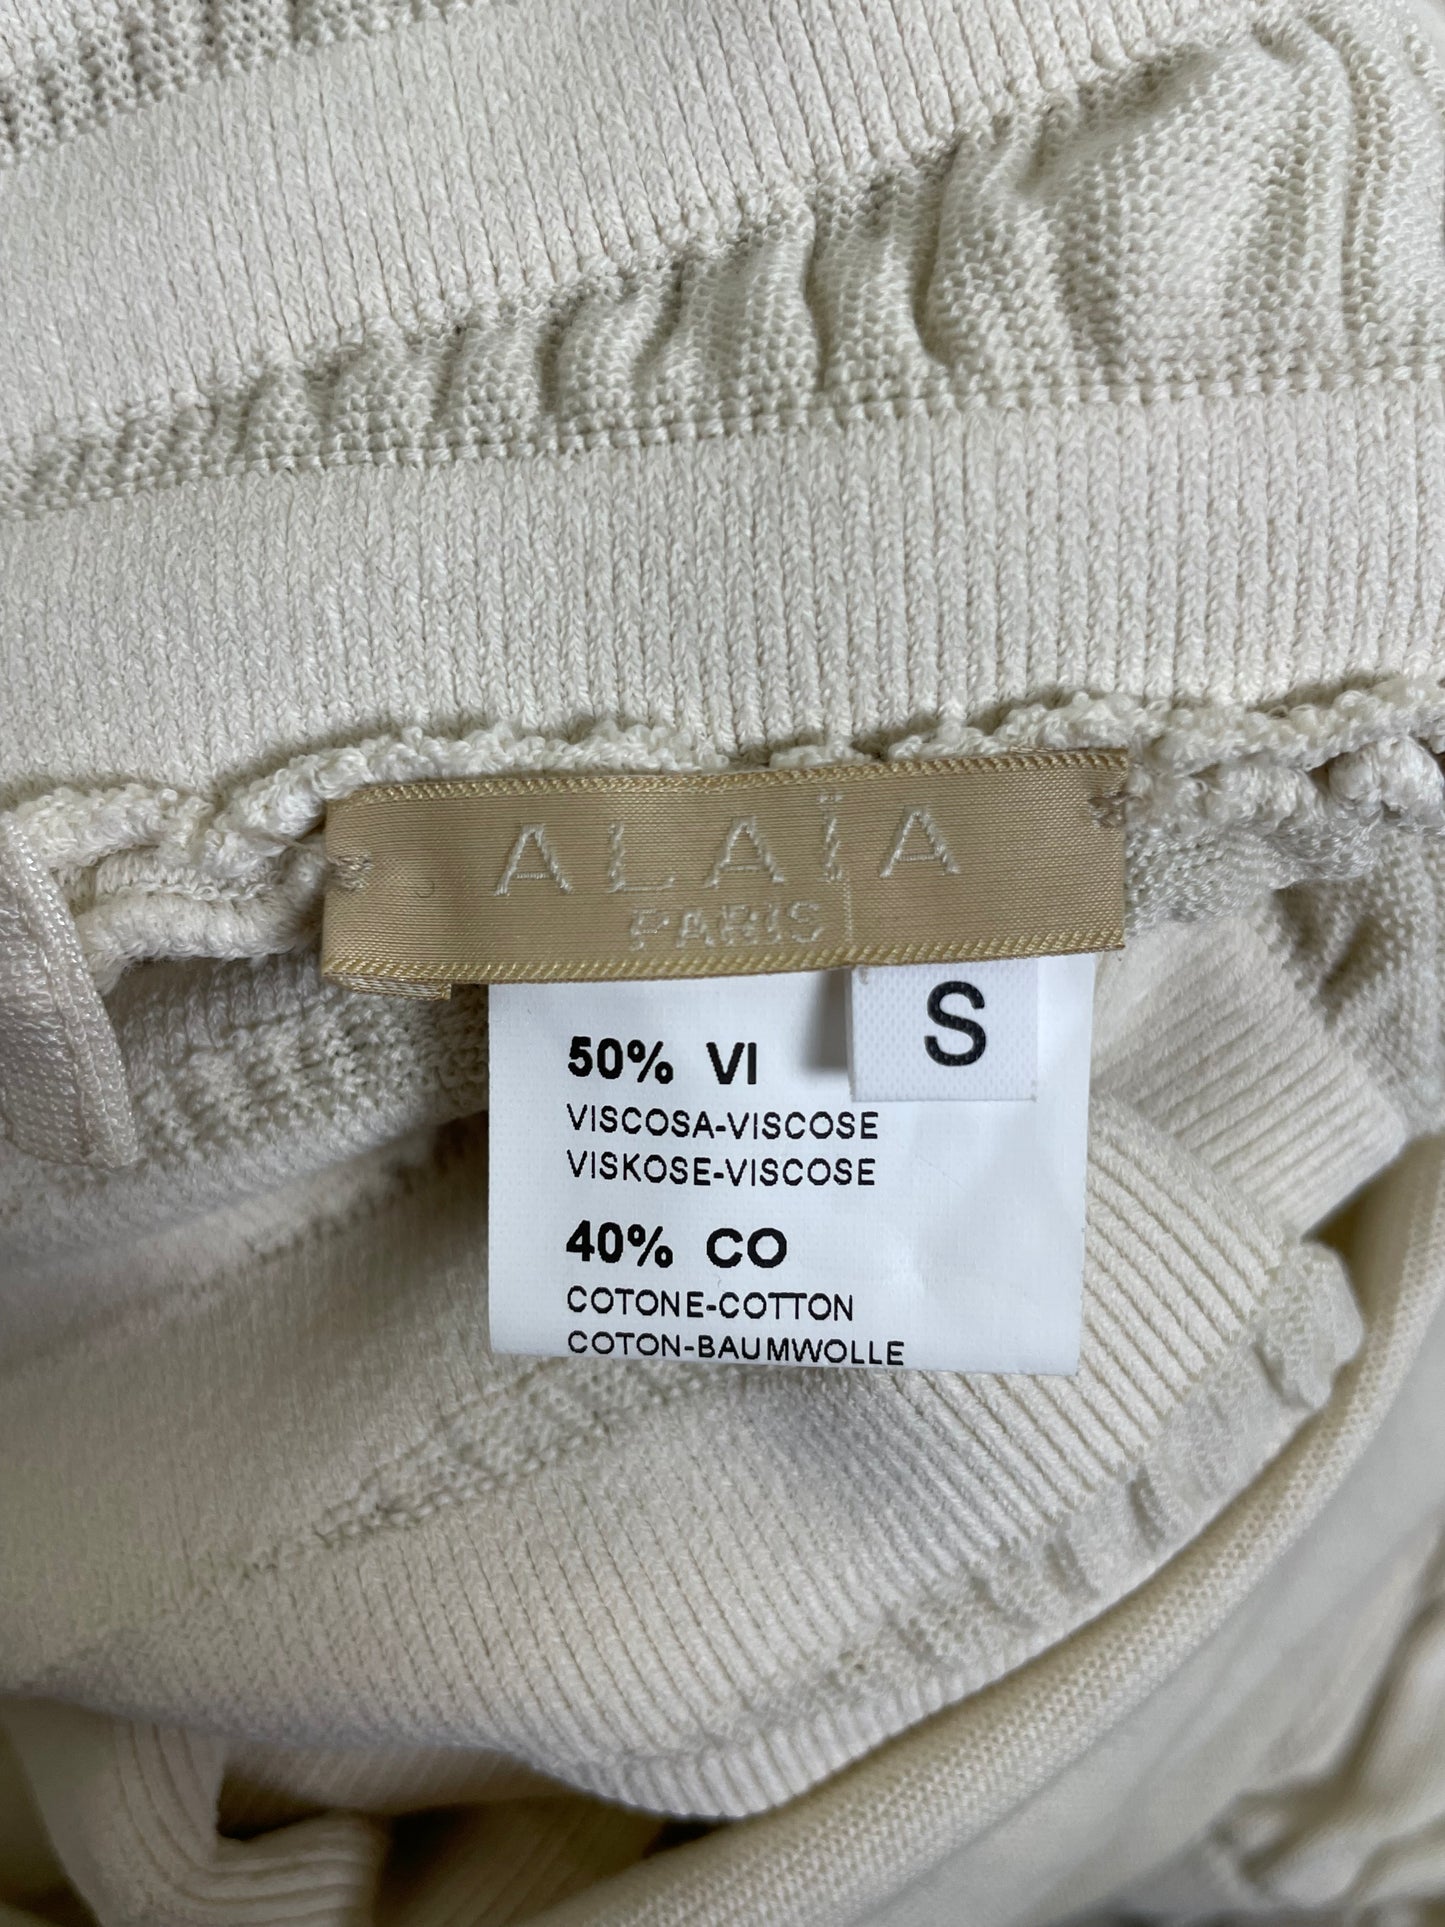 ALAÏA
PARIS
S
50% VI
VISCOSA-VISCOSE
VISKOSE-VISCOSE
40% CO
COTONE-COTTON
COTON-BAUMWOLLE